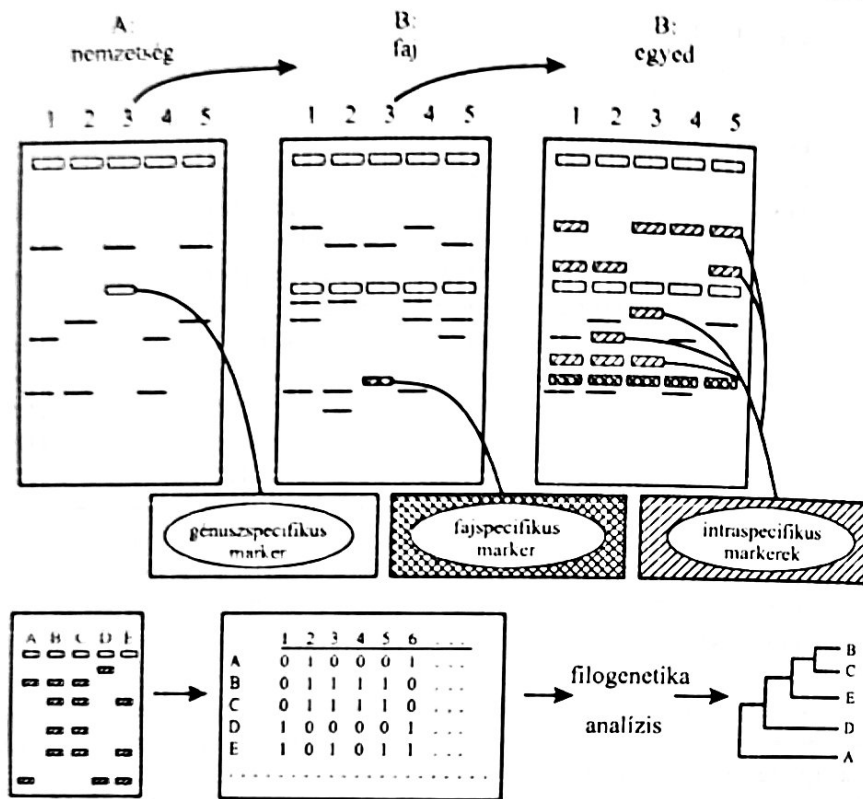 A:
nemzetség
B:
faj
B:
egyed
1 2 3 4 5
1 2 3 4 5
1 2 3 4 5
génuszspecifikus
marker
fajspecifikus
marker
intraspecifikus
markerek
A B C D E
1 2 3 4 5 6 ...
A 0 1 0 0 0 1 ...
B 0 1 1 1 1 0 ...
C 0 1 1 1 1 0 ...
D 1 0 0 0 0 1 ...
E 1 0 1 0 1 1 ...
filogenetika
analízis
B
C
E
D
A